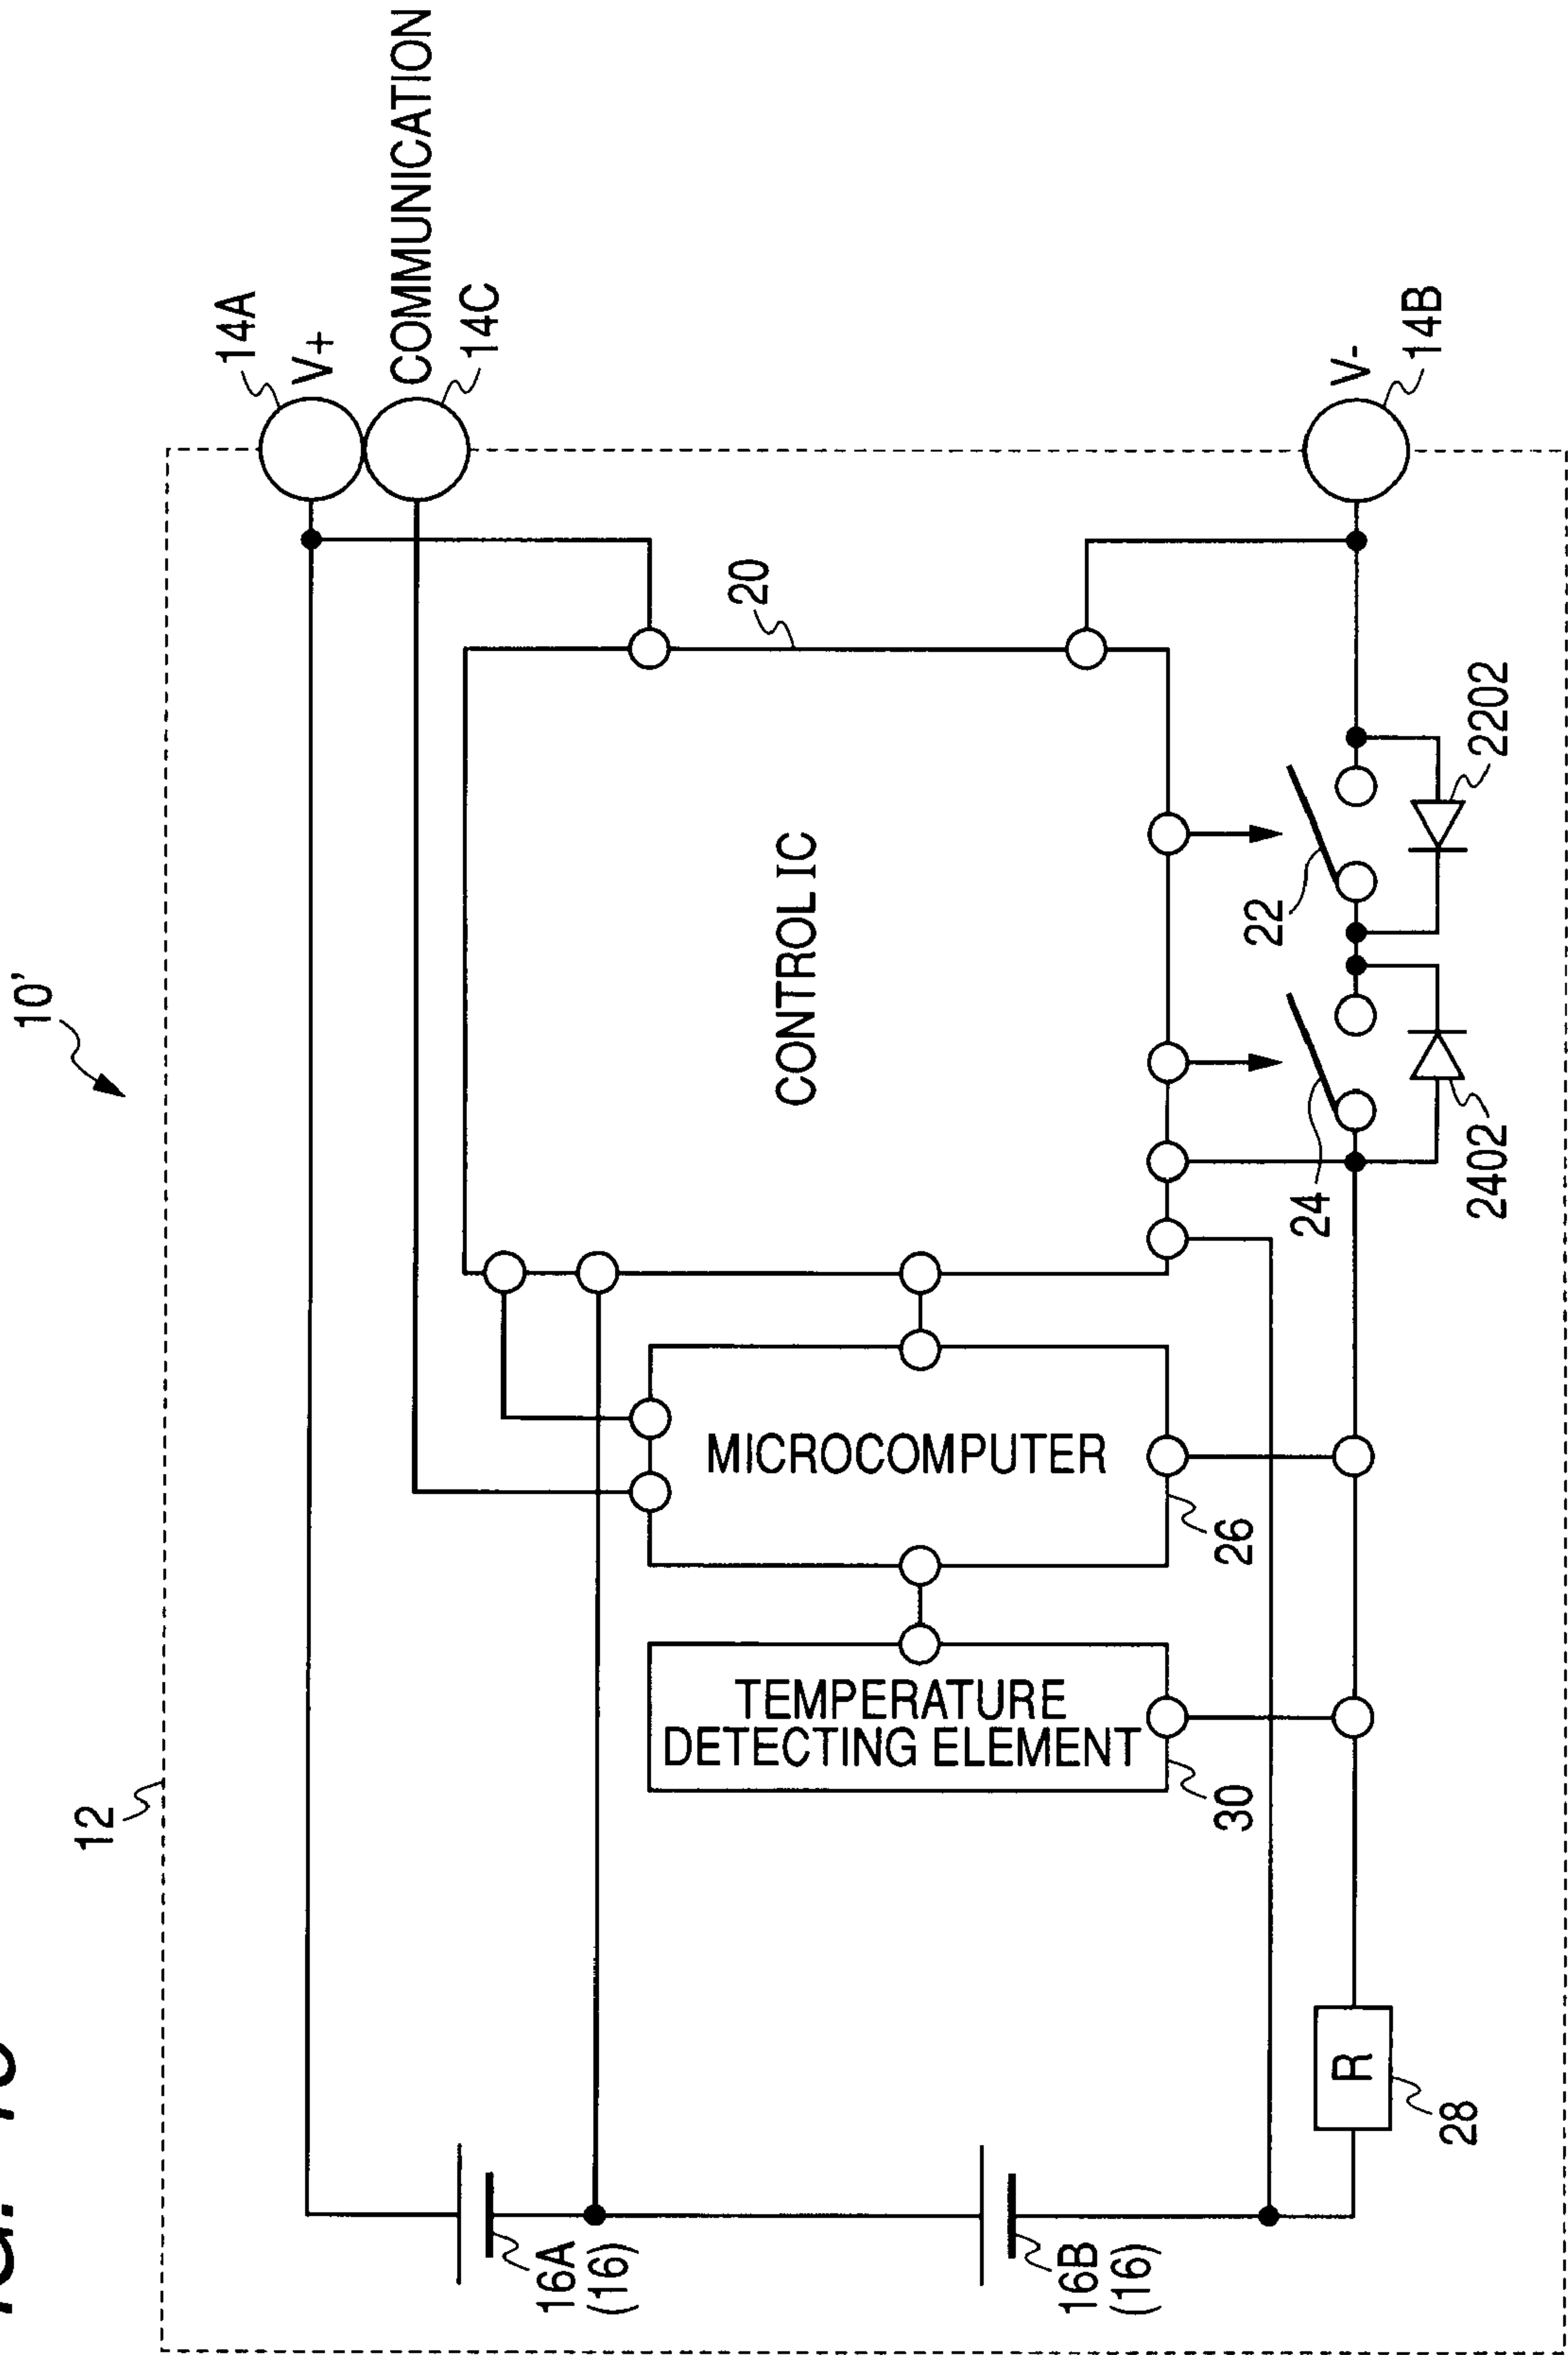 10'
12
14A
V+
COMMUNICATION
14C
20
CONTROL IC
MICROCOMPUTER
TEMPERATURE
DETECTING ELEMENT
16A
(16)
16B
(16)
30
26
24
22
R
28
2402
2202
V-
14B